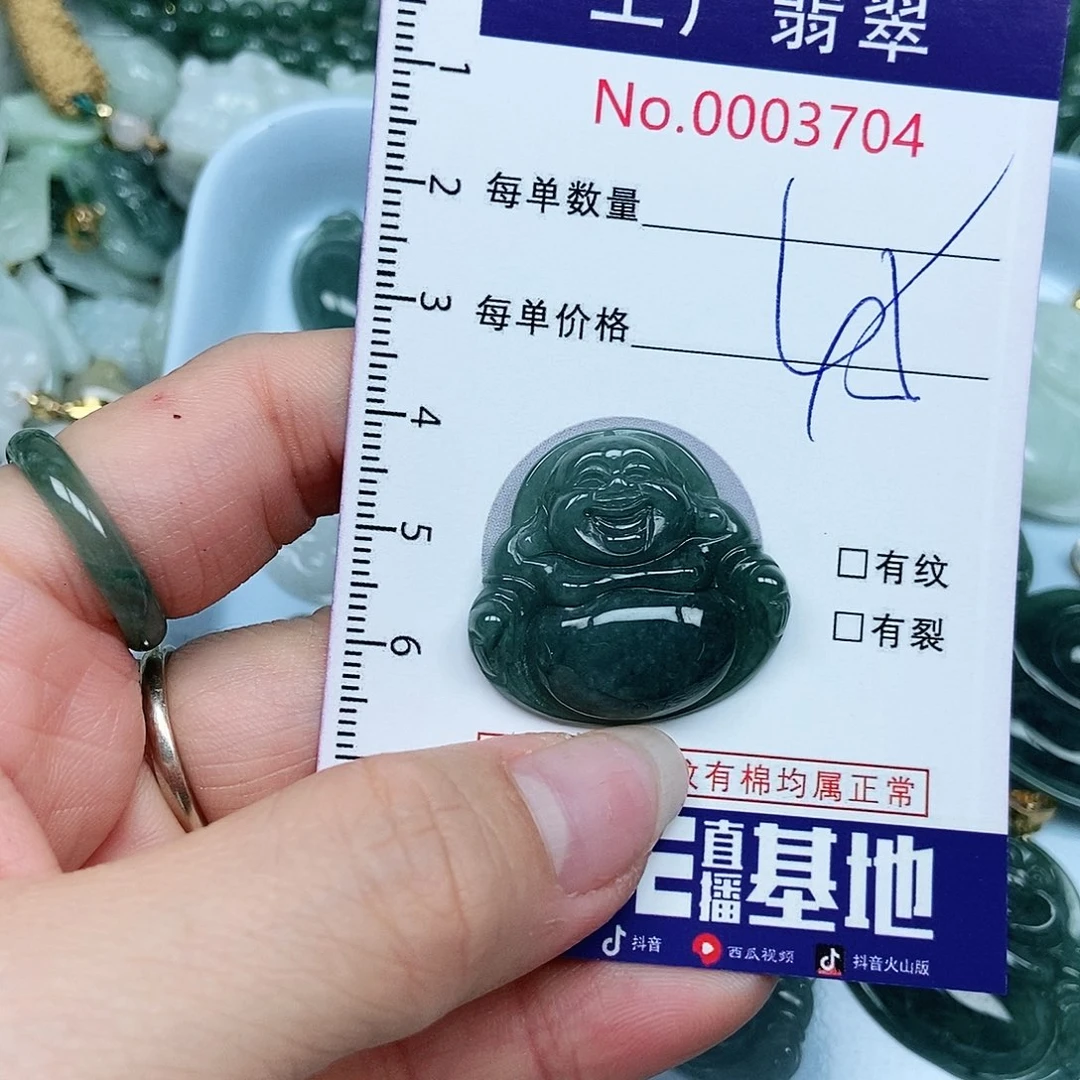 工厂翡翠
No.0003704
每单数量
每单价格
1
2
3
4
5
6
□有纹
□有裂
有棉均属正常
直播基地
抖音 西瓜视频 抖音火山版